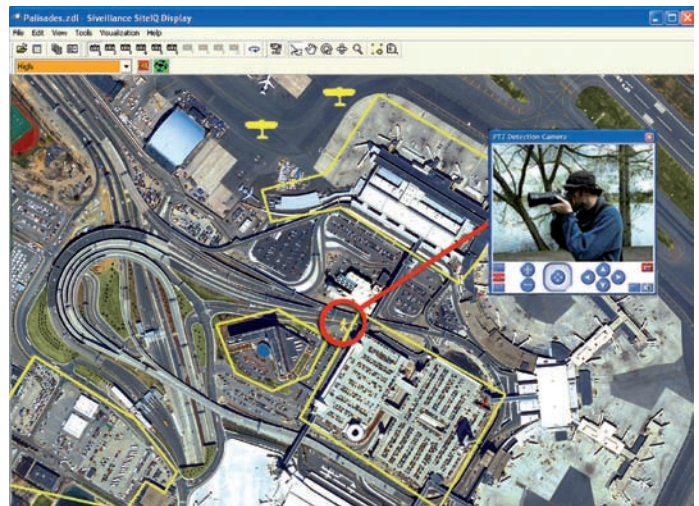 Palisades.zdl - Siveillance SiteIQ Display
File Edit View Tools Visualization Help
High
PTZ Detection Camera